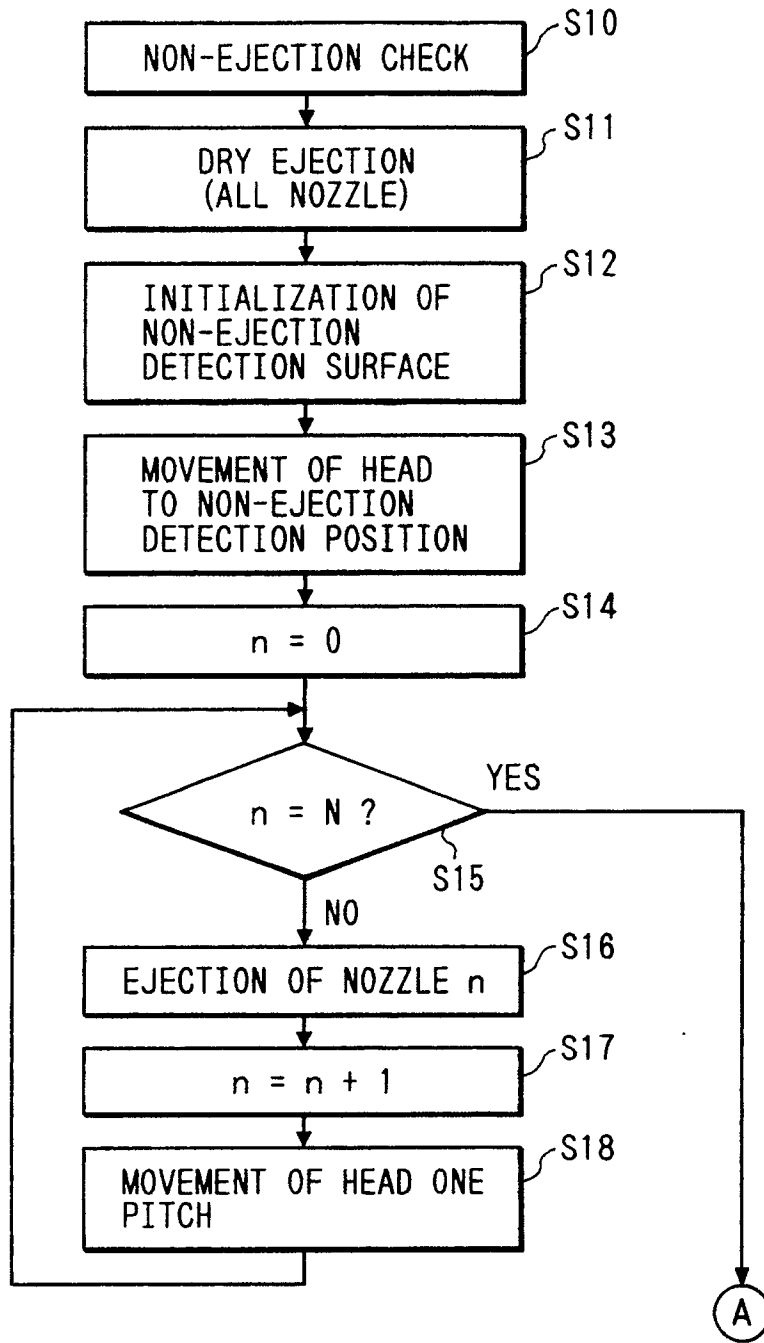 S10
NON-EJECTION CHECK
S11
DRY EJECTION
(ALL NOZZLE)
S12
INITIALIZATION OF
NON-EJECTION
DETECTION SURFACE
S13
MOVEMENT OF HEAD
TO NON-EJECTION
DETECTION POSITION
S14
n = 0
n = N ?
YES
S15
NO
S16
EJECTION OF NOZZLE n
S17
n = n + 1
S18
MOVEMENT OF HEAD ONE
PITCH
A